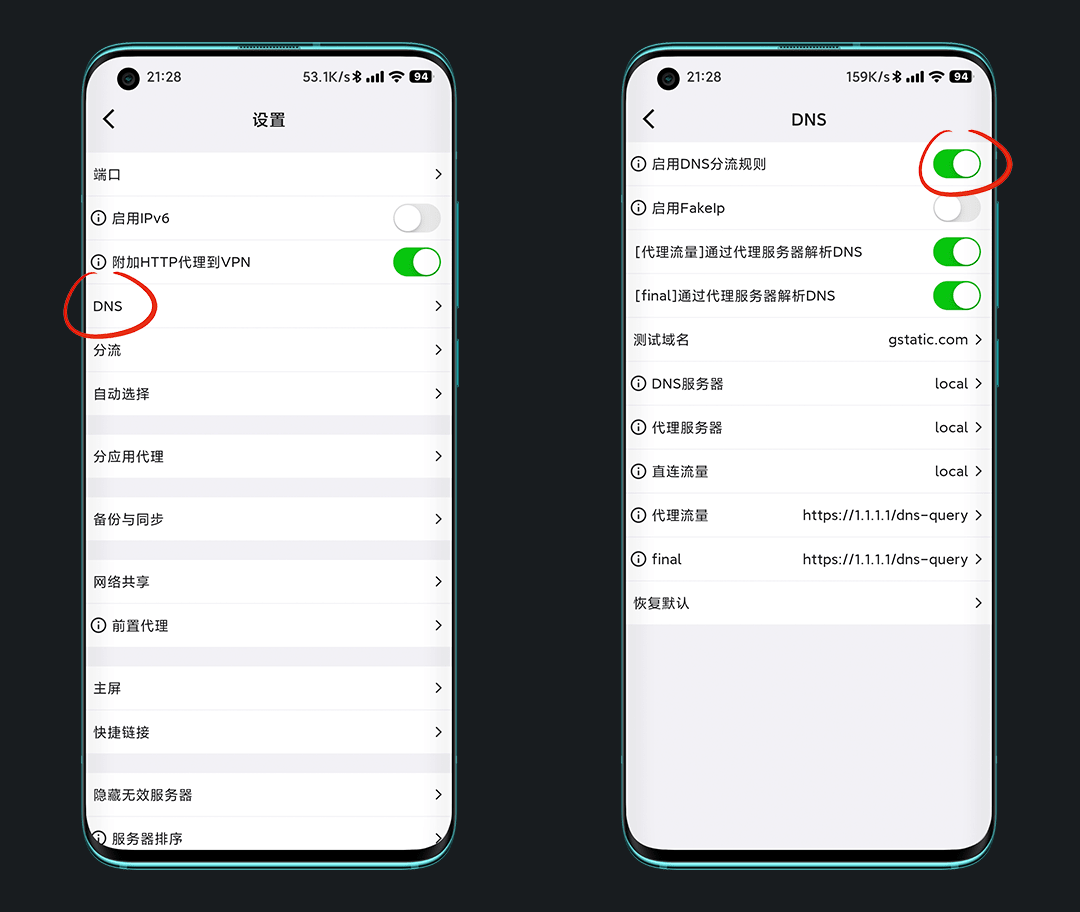 21:28
53.1K/s 94
设置
端口
启用IPv6
附加HTTP代理到VPN
DNS
分流
自动选择
分应用代理
备份与同步
网络共享
前置代理
主屏
快捷链接
隐藏无效服务器
服务器排序
21:28
159K/s 94
DNS
启用DNS分流规则
启用FakeIp
[代理流量]通过代理服务器解析DNS
[final]通过代理服务器解析DNS
测试域名 gstatic.com
DNS服务器 local
代理服务器 local
直连流量 local
代理流量 https://1.1.1.1/dns-query
final https://1.1.1.1/dns-query
恢复默认